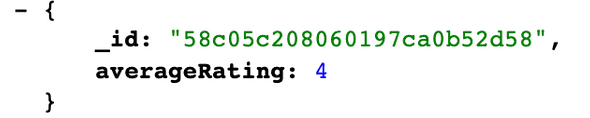 - {
_id: "58c05c208060197ca0b52d58",
averageRating: 4
}